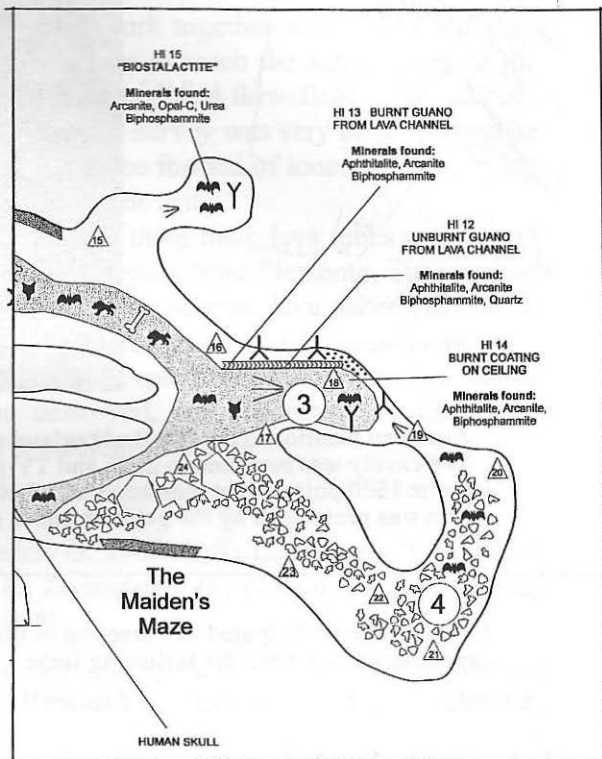 HI 15
"BIOSTALACTITE"
Minerals found:
Arcanite, Opal-C, Urea
Biphosphammite
HI 13 BURNT GUANO
FROM LAVA CHANNEL
Minerals found:
Aphthitalite, Arcanite
Biphosphammite
HI 12
UNBURNT GUANO
FROM LAVA CHANNEL
Minerals found:
Aphthitalite, Arcanite
Biphosphammite, Quartz
HI 14
BURNT COATING
ON CEILING
Minerals found:
Aphthitalite, Arcanite,
Biphosphammite
15
16
18
3
17
19
20
24
23
22
4
21
The
Maiden's
Maze
HUMAN SKULL